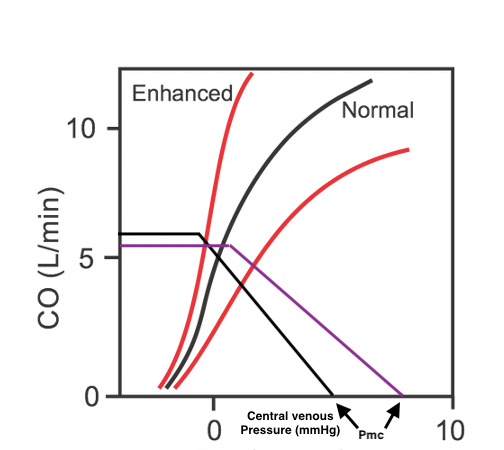 Enhanced
Normal
10
CO (L/min)
5
0
Central venous
Pressure (mmHg)
Pmc
0
10